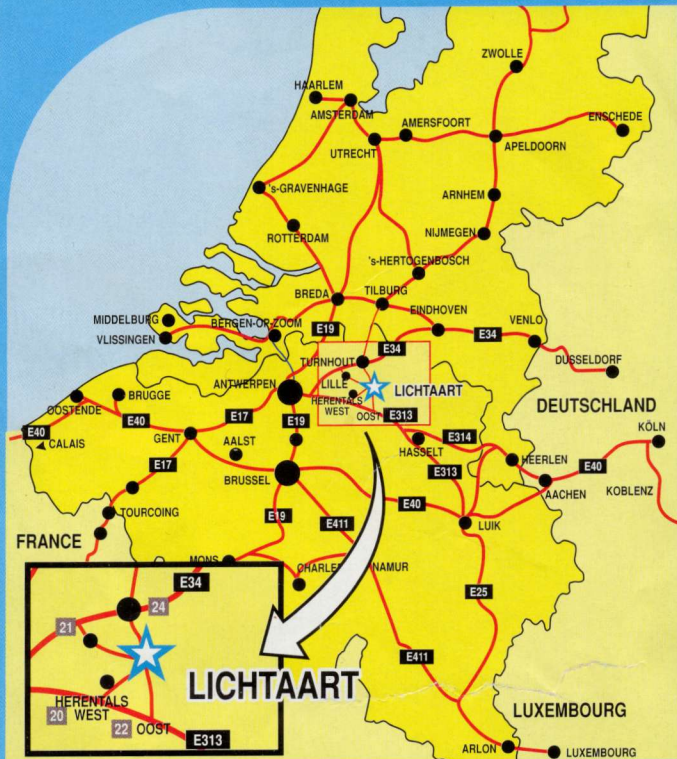 ZWOLLE
HAARLEM
AMSTERDAM
AMERSFOORT
ENSCHEDE
UTRECHT
APELDOORN
's-GRAVENHAGE
ARNHEM
ROTTERDAM
NIJMEGEN
's-HERTOGENBOSCH
BREDA
TILBURG
EINDHOVEN
MIDDELBURG
BERGEN-OP-ZOOM
E19
E34
VENLO
VLISSINGEN
TURNHOUT
E34
DUSSELDORF
ANTWERPEN
LILLE
LICHTAART
HERENTALS
WEST
OOST
E313
DEUTSCHLAND
OOSTENDE
BRUGGE
E40
E40
E17
E19
CALAIS
GENT
AALST
HASSELT
E314
KÖLN
E17
BRUSSEL
E313
HEERLEN
E40
AACHEN
KOBLENZ
TOURCOING
E19
E411
E40
LUIK
FRANCE
MONS
CHARLE
NAMUR
E25
E34
24
21
E411
LICHTAART
HERENTALS
WEST
20
22
OOST
E313
LUXEMBOURG
ARLON
LUXEMBOURG